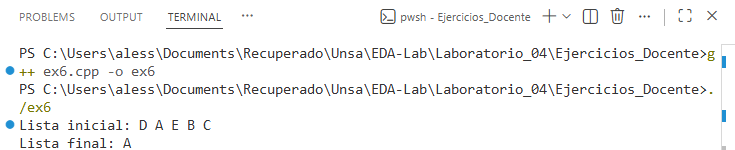 PROBLEMS OUTPUT TERMINAL ... pwsh - Ejercicios_Docente
PS C:\Users\aless\Documents\Recuperado\Unsa\EDA-Lab\Laboratorio_04\Ejercicios_Docente>g
++ ex6.cpp -o ex6
PS C:\Users\aless\Documents\Recuperado\Unsa\EDA-Lab\Laboratorio_04\Ejercicios_Docente>.
/ex6
Lista inicial: D A E B C
Lista final: A